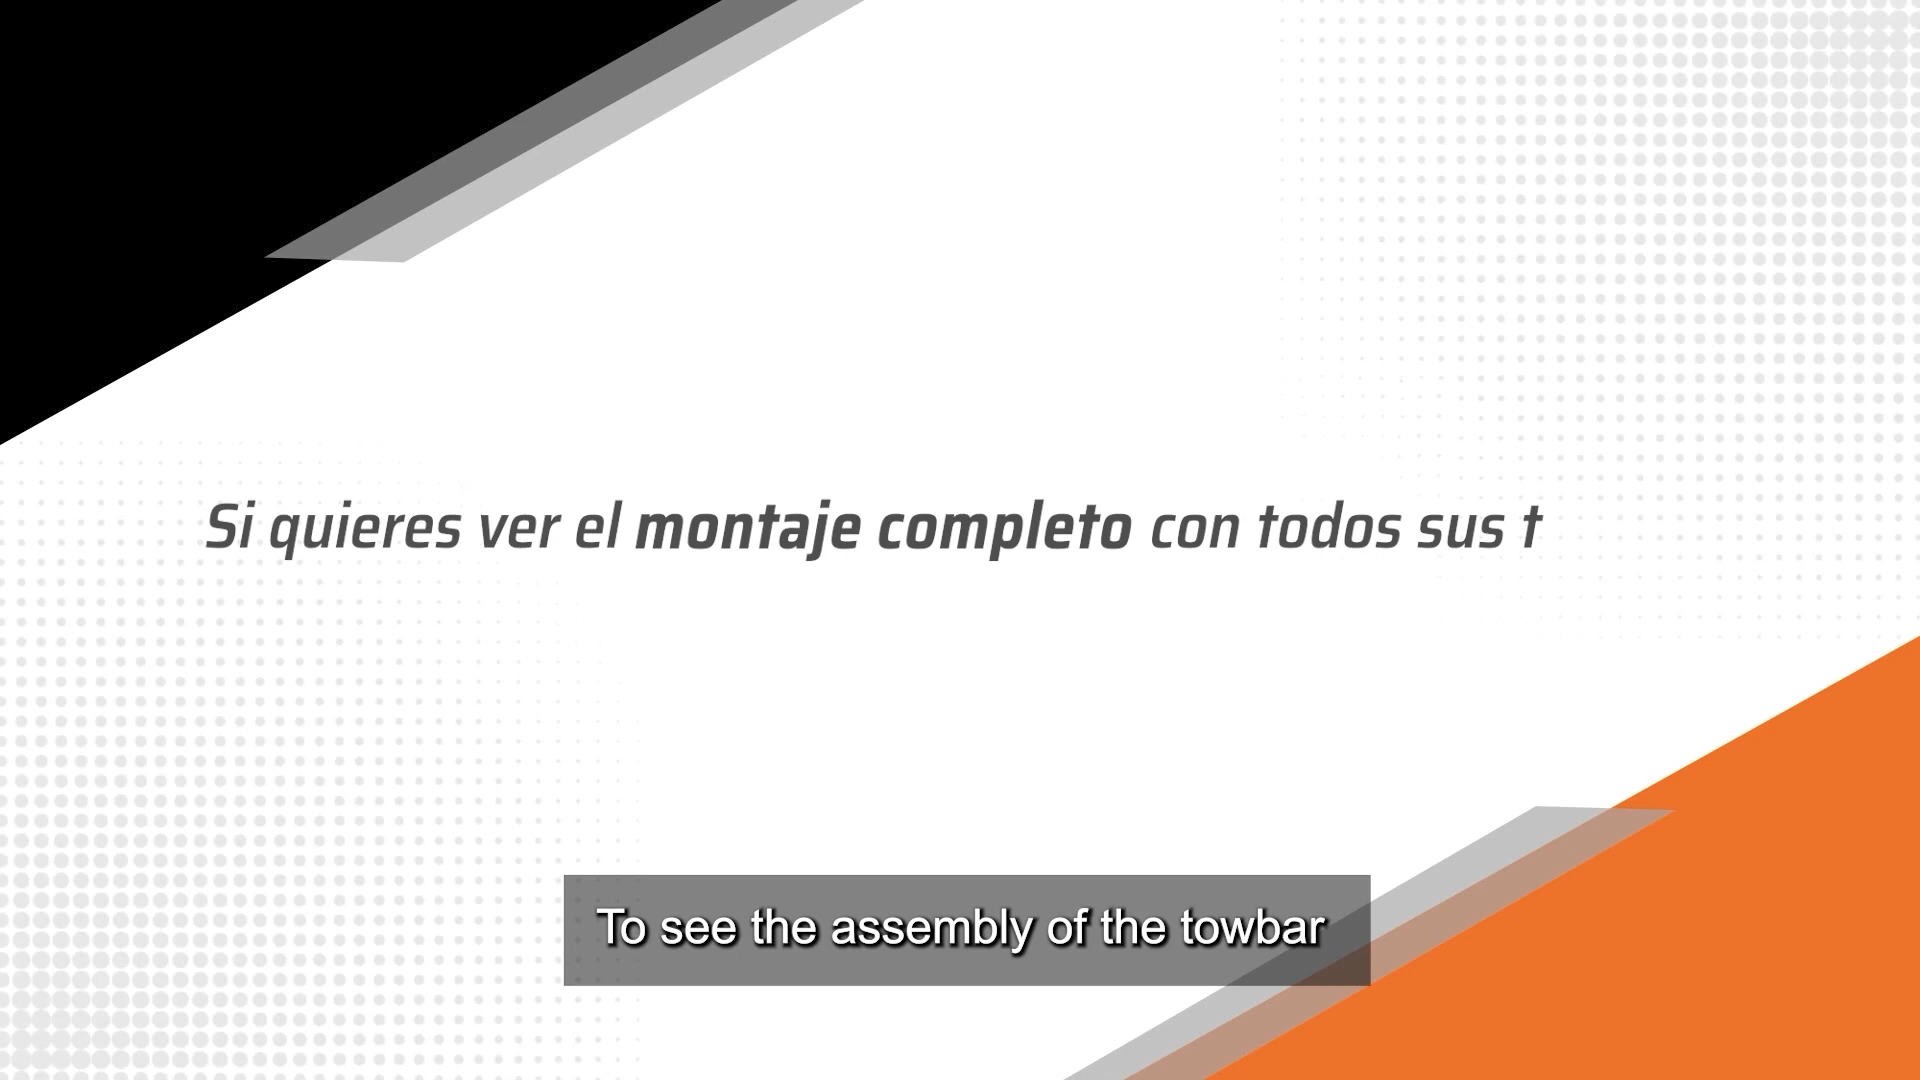 Si quieres ver el montaje completo con todos sus t
To see the assembly of the towbar